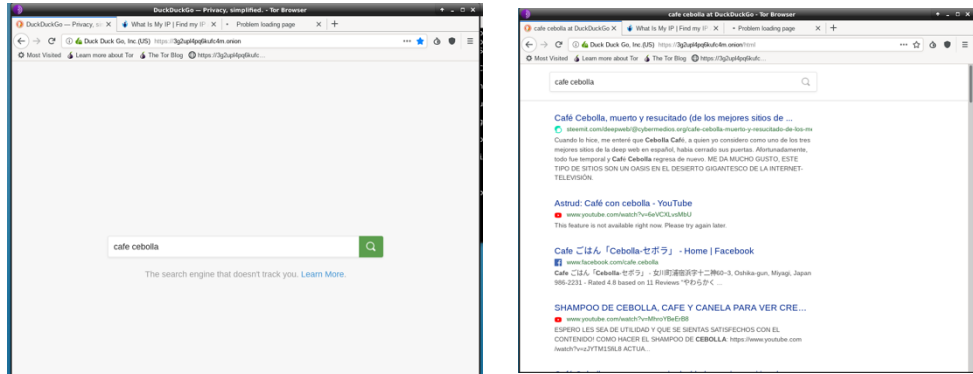 DuckDuckGo — Privacy, simplified. - Tor Browser
DuckDuckGo — Privacy, si
What Is My IP | Find my IP
Problem loading page
Duck Duck Go, Inc. (US) https://3g2upl4pq6kufc4m.onion
Most Visited Learn more about Tor The Tor Blog https://3g2upl4pq6kufc...
cafe cebolla
The search engine that doesn't track you. Learn More.
cafe cebolla at DuckDuckGo - Tor Browser
cafe cebolla at DuckDuckGo
What Is My IP | Find my IP
Problem loading page
Duck Duck Go, Inc. (US) https://3g2upl4pq6kufc4m.onion/html
Most Visited Learn more about Tor The Tor Blog https://3g2upl4pq6kufc...
cafe cebolla
Café Cebolla, muerto y resucitado (de los mejores sitios de ...
steemit.com/deepweb/@cybermedios.org/cafe-cebolla-muerto-y-resucitado-de-los-me
Cuando lo hice, me enteré que Cebolla Café, a quien yo considero como uno de los tres
mejores sitios de la deep web en español, habia cerrado sus puertas. Afortunadamente,
todo fue temporal y Café Cebolla regresa de nuevo. ME DA MUCHO GUSTO, ESTE
TIPO DE SITIOS SON UN OASIS EN EL DESIERTO GIGANTESCO DE LA INTERNET-
TELEVISIÓN.
Astrud: Café con cebolla - YouTube
www.youtube.com/watch?v=6eVCXLvsMbU
This feature is not available right now. Please try again later.
Cafe ごはん「Cebolla-セボラ」 - Home | Facebook
www.facebook.com/cafe.cebolla
Cafe ごはん「Cebolla-セボラ」 - 女川町浦宿浜字十二神60-3, Oshika-gun, Miyagi, Japan
986-2231 - Rated 4.8 based on 11 Reviews "やわらかく ...
SHAMPOO DE CEBOLLA, CAFE Y CANELA PARA VER CRE...
www.youtube.com/watch?v=MhroYBeErB8
ESPERO LES SEA DE UTILIDAD Y QUE SE SIENTAS SATISFECHOS CON EL
CONTENIDO! COMO HACER EL SHAMPOO DE CEBOLLA: https://www.youtube.com
/watch?v=zJYTM1S6L8 ACTUA...